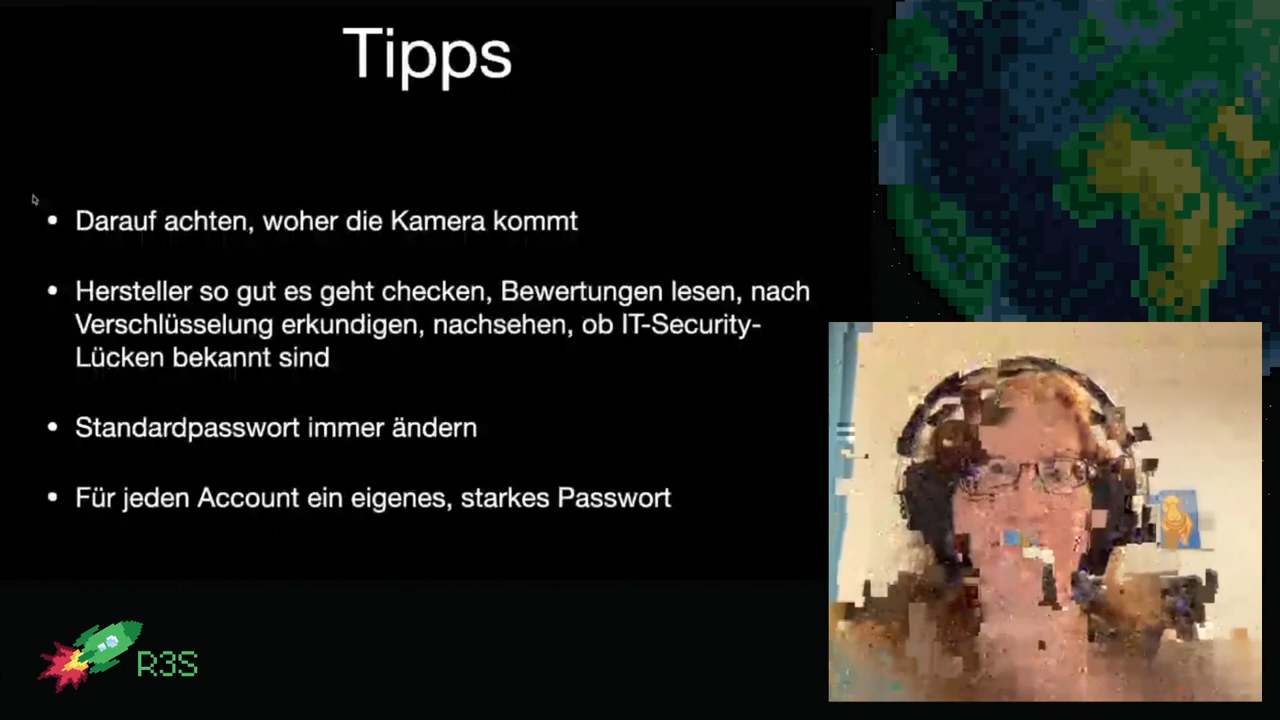 Tipps
• Darauf achten, woher die Kamera kommt
• Hersteller so gut es geht checken, Bewertungen lesen, nach
Verschlüsselung erkundigen, nachsehen, ob IT-Security-
Lücken bekannt sind
• Standardpasswort immer ändern
• Für jeden Account ein eigenes, starkes Passwort
R3S